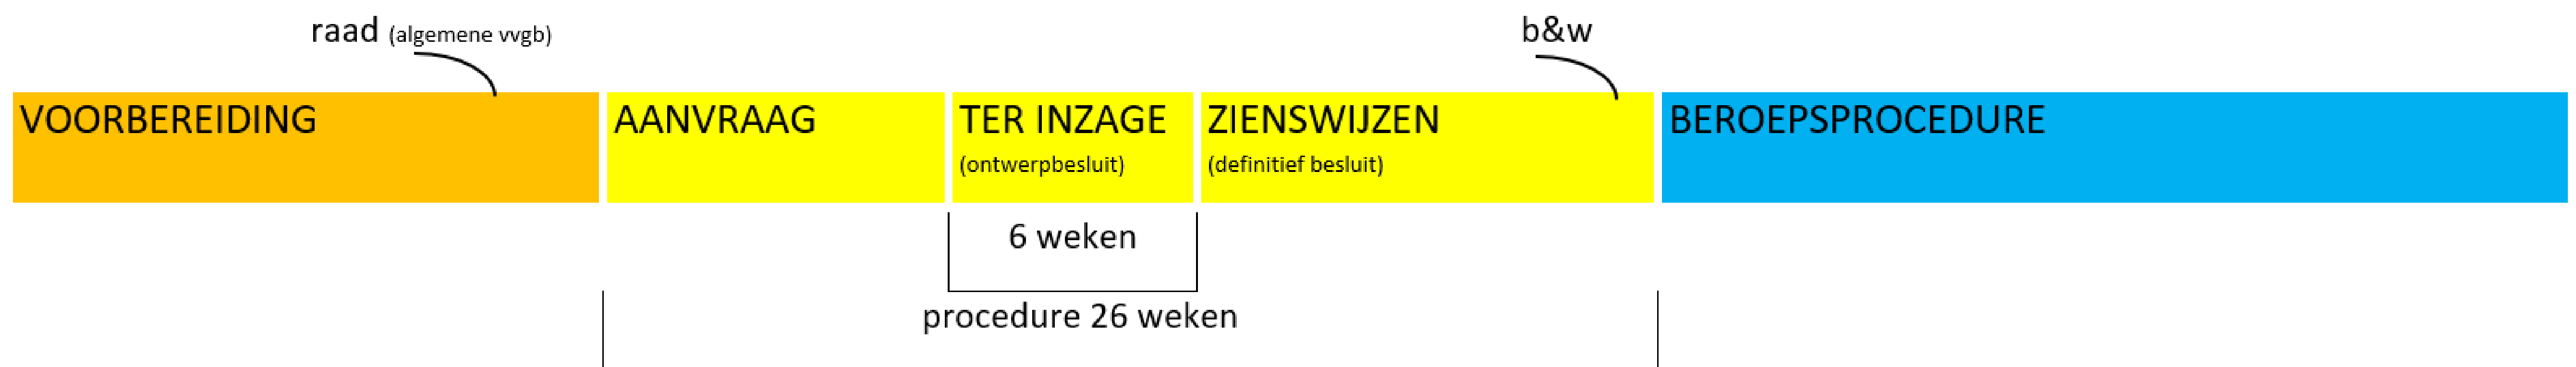 raad (algemene vvgb)
b&w
VOORBEREIDING
AANVRAAG
TER INZAGE
(ontwerpbesluit)
ZIENSWIJZEN
(definitief besluit)
BEROEPSPROCEDURE
6 weken
procedure 26 weken